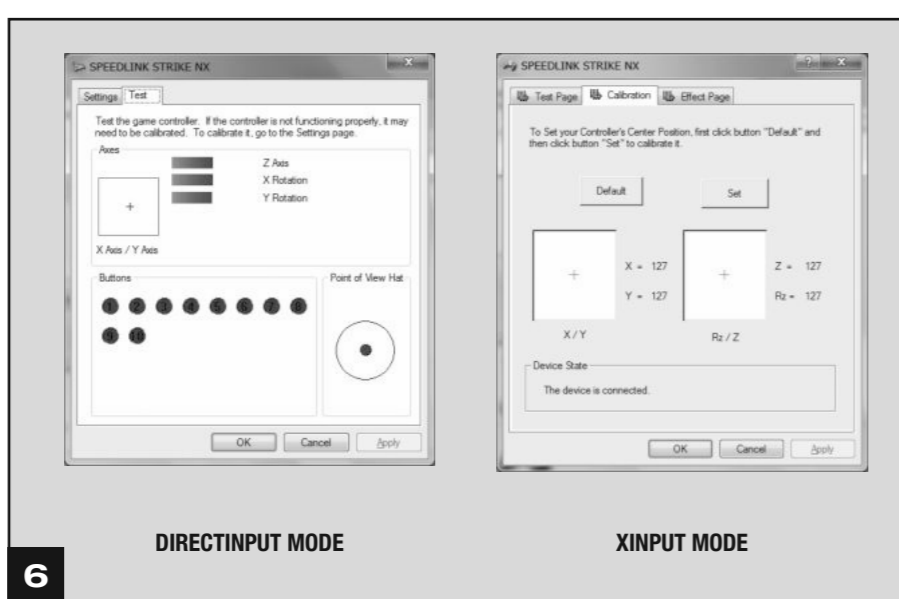 SPEEDLINK STRIKE NX
Settings Test
Test the game controller. If the controller is not functioning properly, it may
need to be calibrated. To calibrate it, go to the Settings page.
Axes
Z Axis
X Rotation
Y Rotation
X Axis / Y Axis
Buttons
1 2 3 4 5 6 7 8
9 10
Point of View Hat
OK Cancel Apply
DIRECTINPUT MODE
SPEEDLINK STRIKE NX
? X
Test Page Calibration Effect Page
To Set your Controller's Center Position, first click button "Default" and
then click button "Set" to calibrate it.
Default Set
X = 127
Y = 127
X / Y
Z = 127
Rz = 127
Rz / Z
Device State
The device is connected.
OK Cancel Apply
XINPUT MODE
6